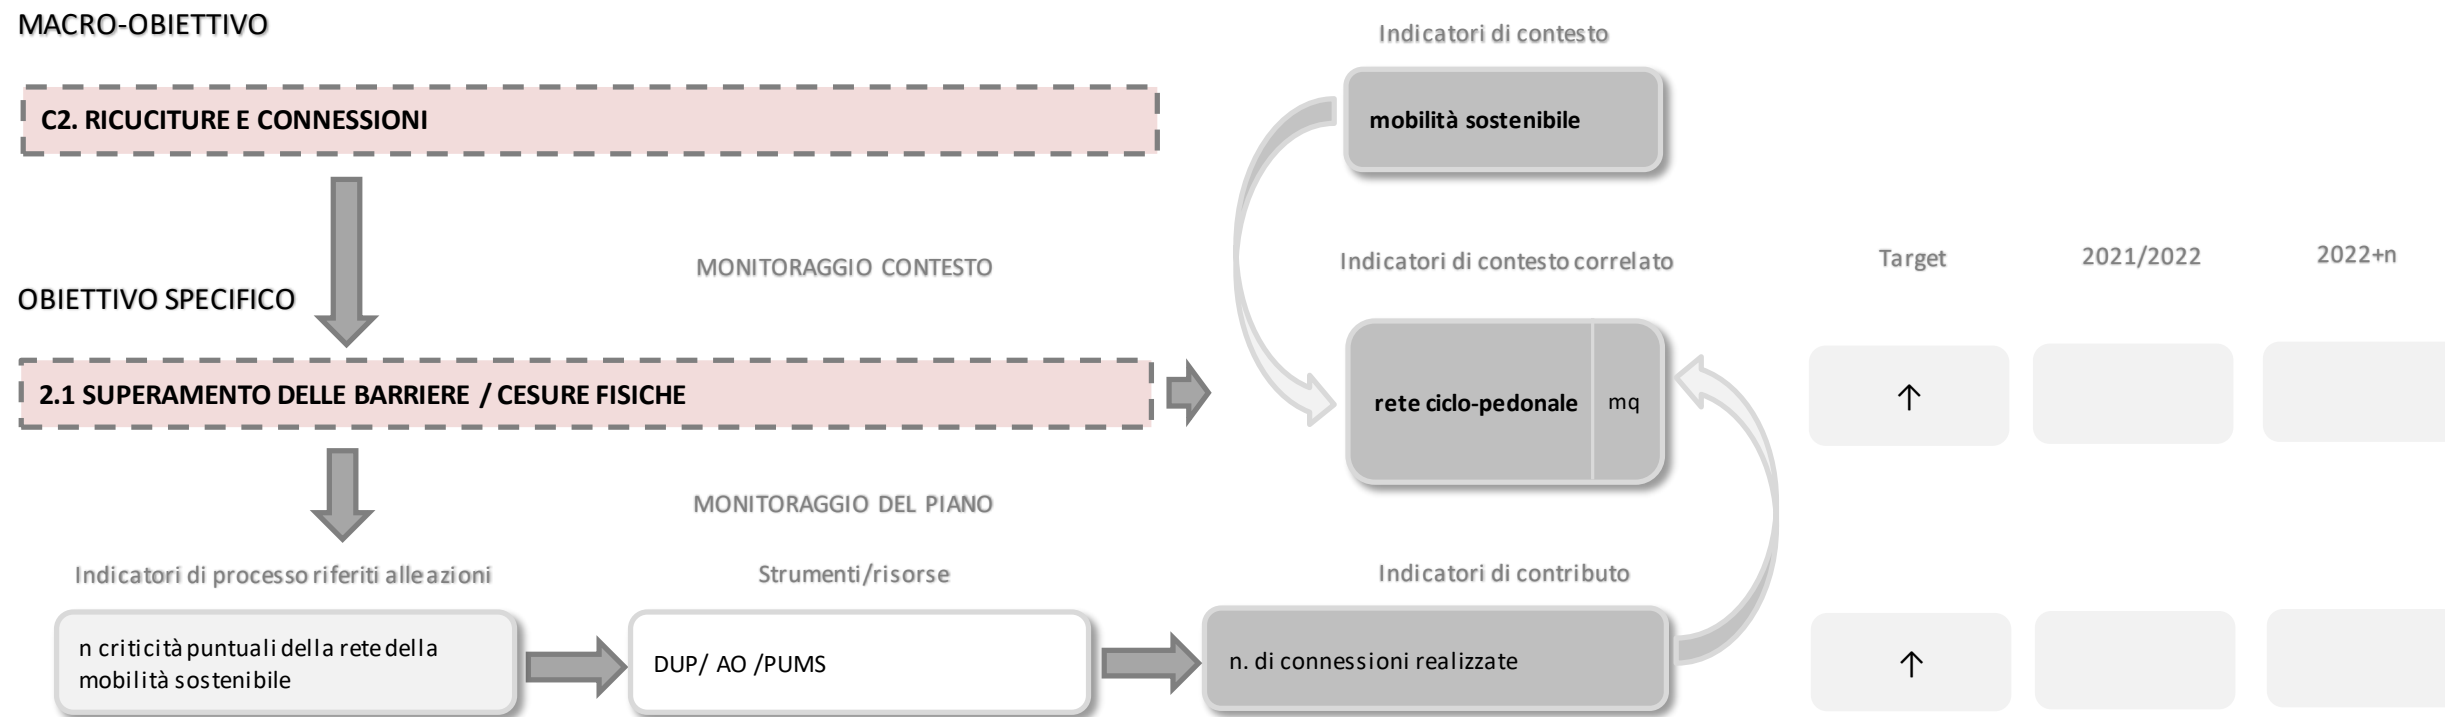 MACRO-OBIETTIVO
Indicatori di contesto
C2. RICUCITURE E CONNESSIONI
mobilità sostenibile
MONITORAGGIO CONTESTO
Indicatori di contesto correlato
Target
2021/2022
2022+n
OBIETTIVO SPECIFICO
2.1 SUPERAMENTO DELLE BARRIERE / CESURE FISICHE
rete ciclo-pedonale
mq
↑
MONITORAGGIO DEL PIANO
Indicatori di processo riferiti alle azioni
Strumenti/risorse
Indicatori di contributo
n criticità puntuali della rete della
mobilità sostenibile
DUP/ AO /PUMS
n. di connessioni realizzate
↑